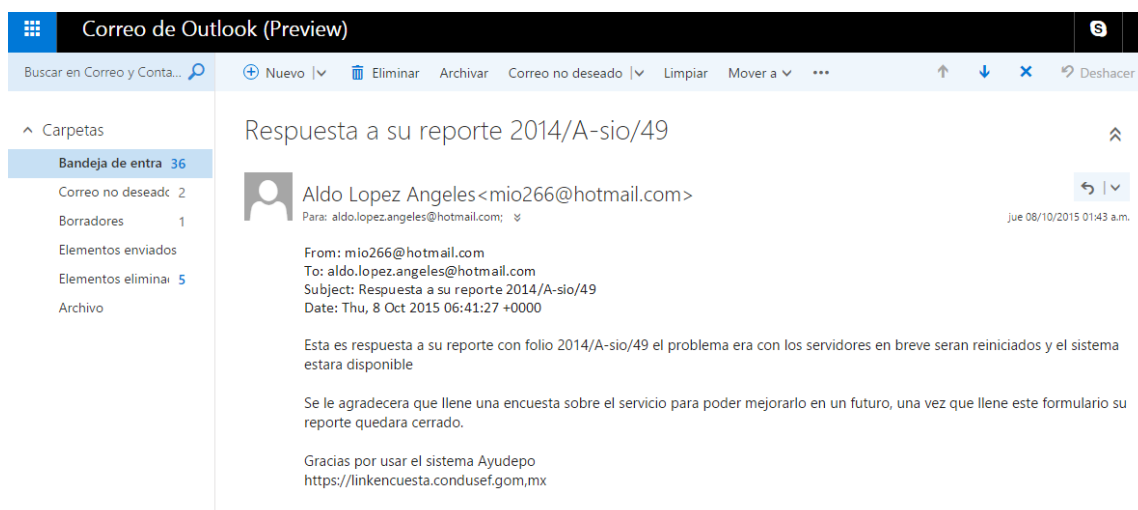 Correo de Outlook (Preview)
Buscar en Correo y Conta...
Nuevo
Eliminar
Archivar
Correo no deseado
Limpiar
Mover a
Deshacer
Carpetas
Bandeja de entra 36
Correo no deseadc 2
Borradores 1
Elementos enviados
Elementos elimina 5
Archivo
Respuesta a su reporte 2014/A-sio/49
Aldo Lopez Angeles<mio266@hotmail.com>
Para: aldo.lopez.angeles@hotmail.com;
jue 08/10/2015 01:43 a.m.
From: mio266@hotmail.com
To: aldo.lopez.angeles@hotmail.com
Subject: Respuesta a su reporte 2014/A-sio/49
Date: Thu, 8 Oct 2015 06:41:27 +0000
Esta es respuesta a su reporte con folio 2014/A-sio/49 el problema era con los servidores en breve seran reiniciados y el sistema
estara disponible
Se le agradecera que llene una encuesta sobre el servicio para poder mejorarlo en un futuro, una vez que llene este formulario su
reporte quedara cerrado.
Gracias por usar el sistema Ayudepo
https://linkencuesta.condusef.gom,mx